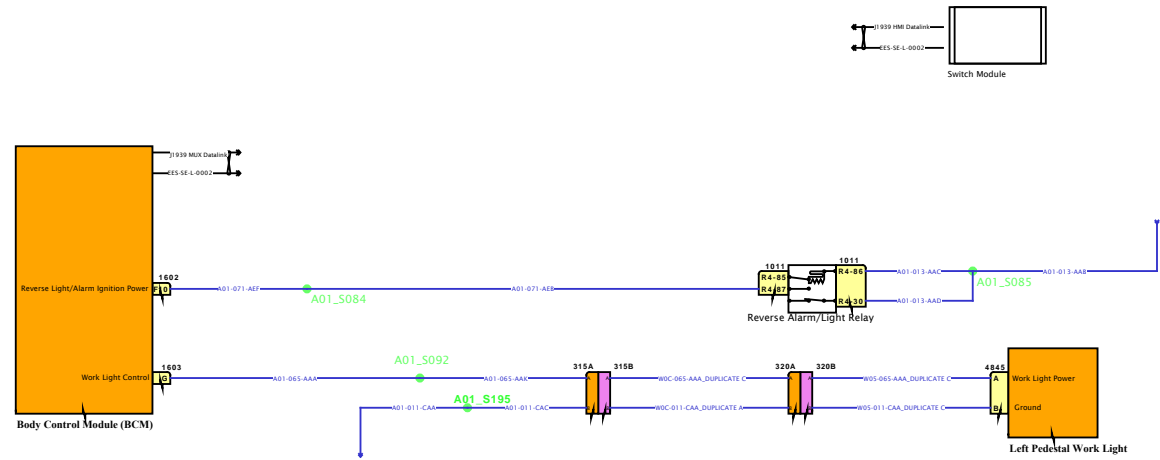 J1939 HMI Datalink
EES-SE-L-0002
Switch Module
J1939 MUX Datalink
EES-SE-L-0002
1602
Reverse Light/Alarm Ignition Power
A01-071-AEF
A01_S084
A01-071-AEB
1011
R4-85
R4-87
1011
R4-86
R4-30
Reverse Alarm/Light Relay
A01-013-AAC
A01-013-AAB
A01_S085
A01-013-AAD
1603
Work Light Control
G
A01-065-AAA
A01_S092
A01-065-AAK
A01-011-CAA
A01_S195
A01-011-CAC
315A
315B
A
A
W0C-065-AAA_DUPLICATE C
W0C-011-CAA_DUPLICATE A
320A
320B
A
A
W05-065-AAA_DUPLICATE C
W05-011-CAA_DUPLICATE C
4845
A
Work Light Power
B
Ground
Body Control Module (BCM)
Left Pedestal Work Light